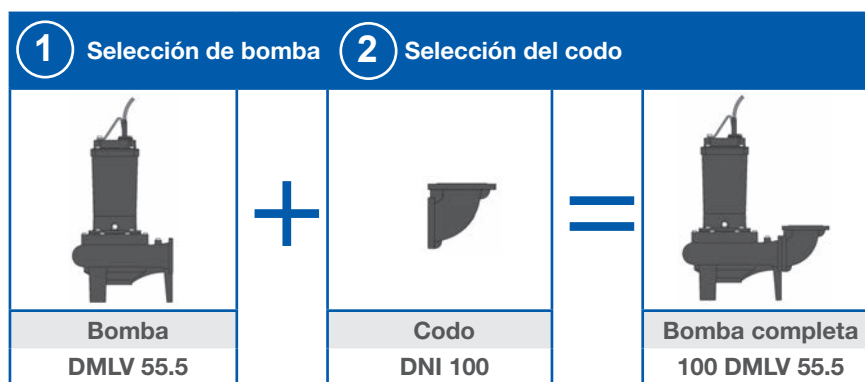 1 Selección de bomba 2 Selección del codo
+ =
Bomba Codo Bomba completa
DMLV 55.5 DNI 100 100 DMLV 55.5